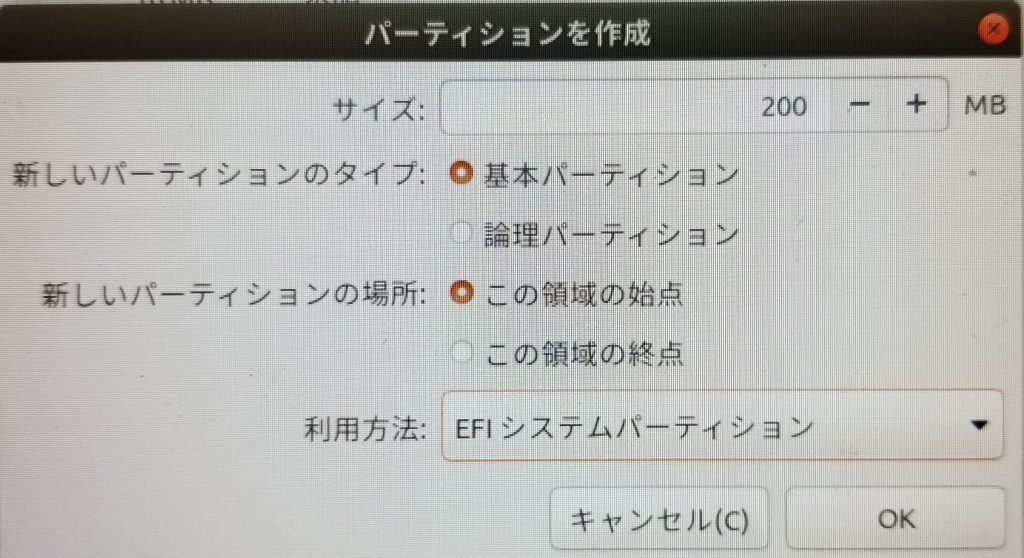 パーティションを作成
サイズ: 200 − + MB
新しいパーティションのタイプ: 基本パーティション
論理パーティション
新しいパーティションの場所: この領域の始点
この領域の終点
利用方法: EFI システムパーティション
キャンセル(C) OK